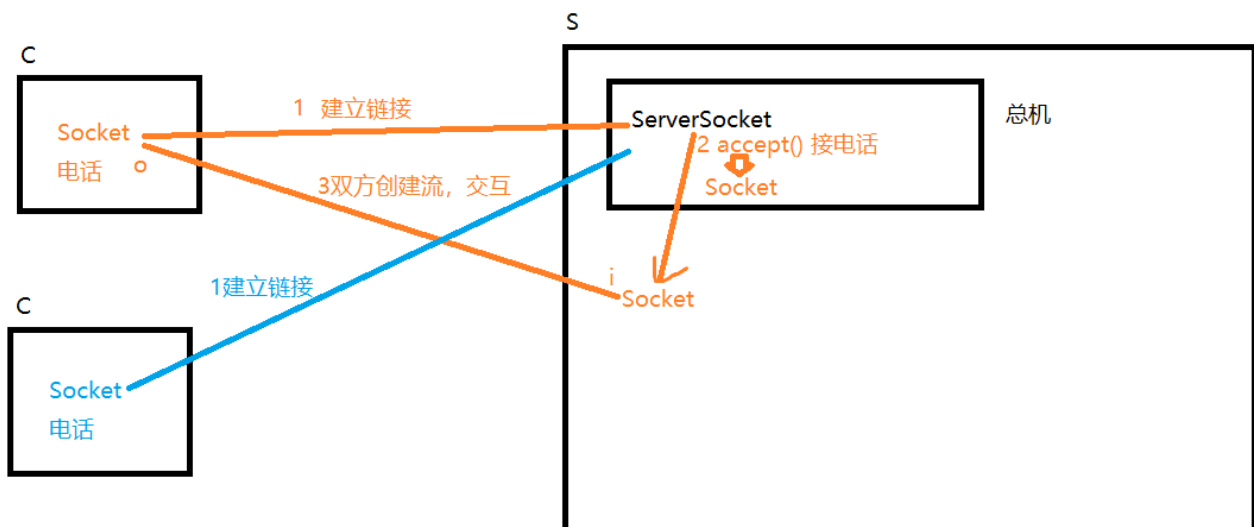 S
C
ServerSocket
总机
1 建立链接
Socket
电话
o
2 accept() 接电话
Socket
3双方创建流，交互
i
Socket
1建立链接
C
Socket
电话